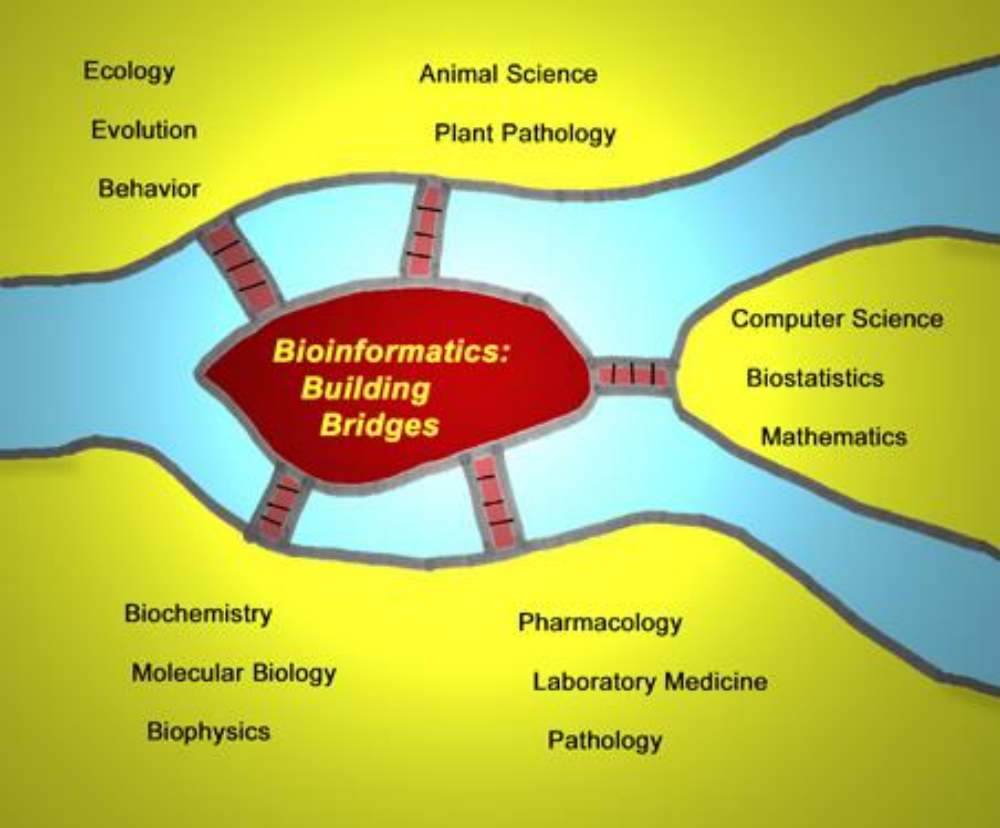 Ecology
Evolution
Behavior
Animal Science
Plant Pathology
Bioinformatics:
Building
Bridges
Computer Science
Biostatistics
Mathematics
Biochemistry
Molecular Biology
Biophysics
Pharmacology
Laboratory Medicine
Pathology